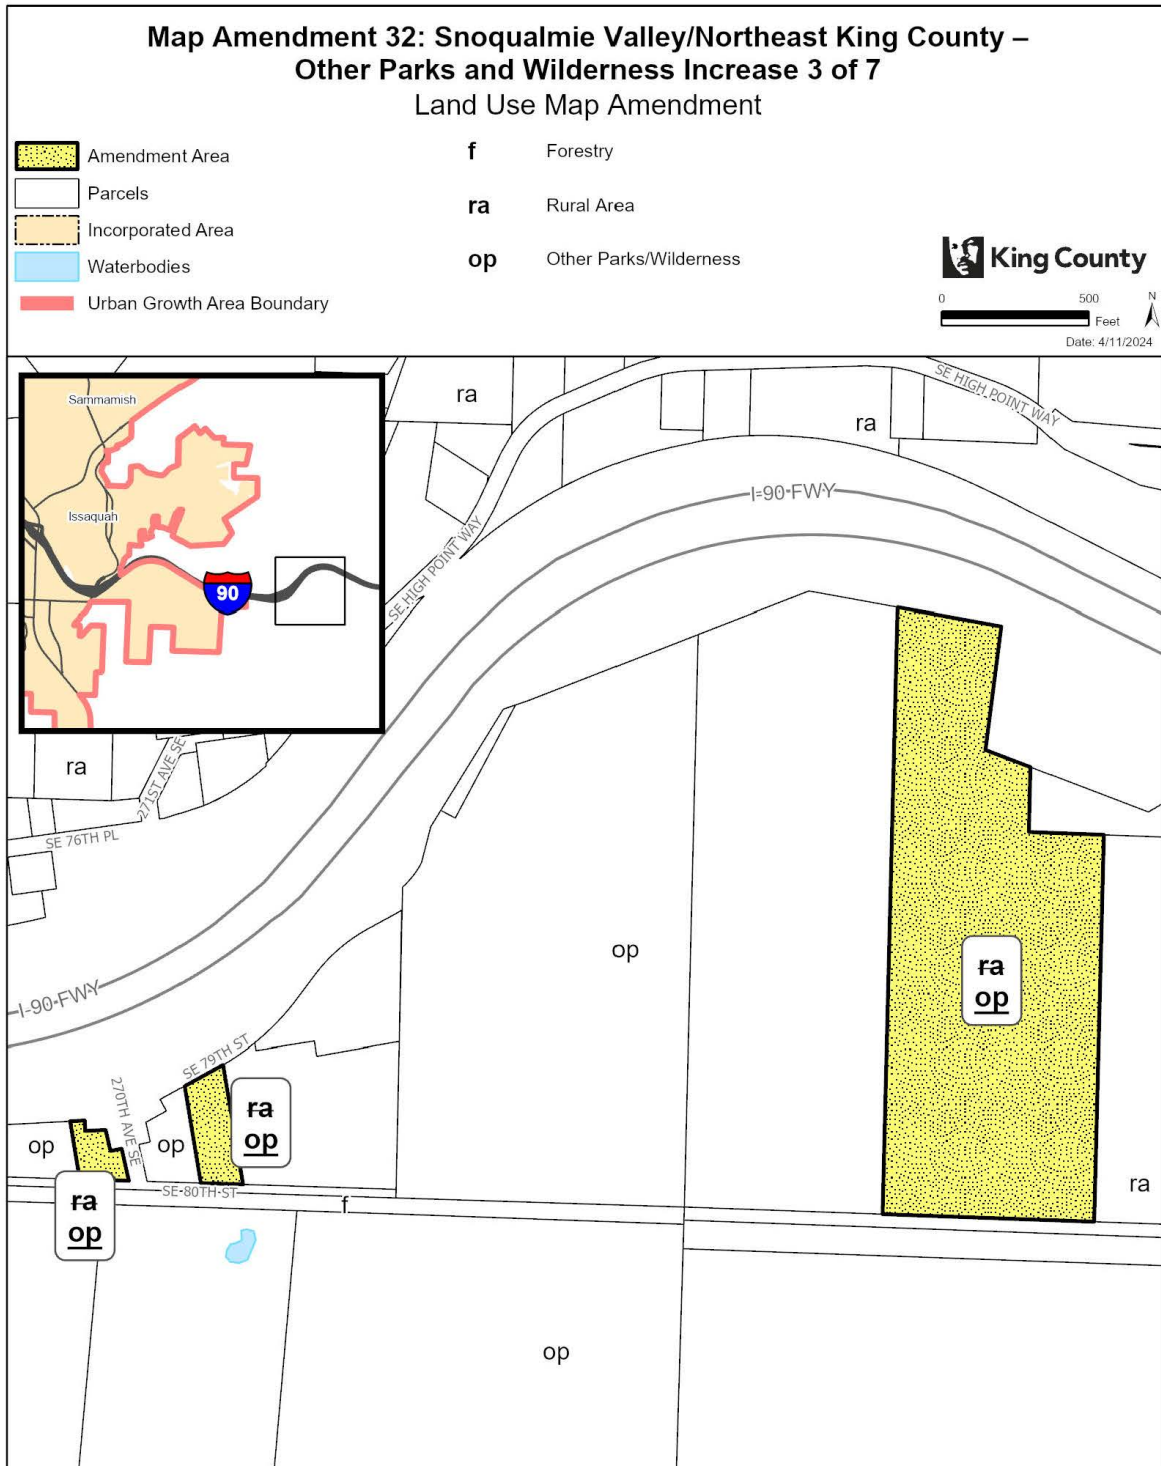 Map Amendment 32: Snoqualmie Valley/Northeast King County –
Other Parks and Wilderness Increase 3 of 7
Land Use Map Amendment
Amendment Area
Parcels
Incorporated Area
Waterbodies
Urban Growth Area Boundary
f Forestry
ra Rural Area
op Other Parks/Wilderness
King County
0 500
Feet
N
Date: 4/11/2024
Sammamish
Issaquah
90
ra
SE HIGH POINT WAY
ra
I-90 FWY
SE HIGH POINT WAY
ra
271ST AVE SE
SE 76TH PL
op
ra
op
I-90 FWY
SE 79TH ST
270TH AVE SE
ra
op
op
op
ra
SE 80TH ST
f
ra
op
op